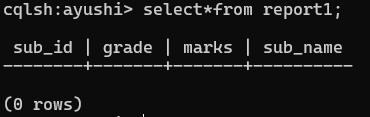 cqlsh:ayushi> select*from report1;
sub_id | grade | marks | sub_name
--------+-------+-------+----------
(0 rows)